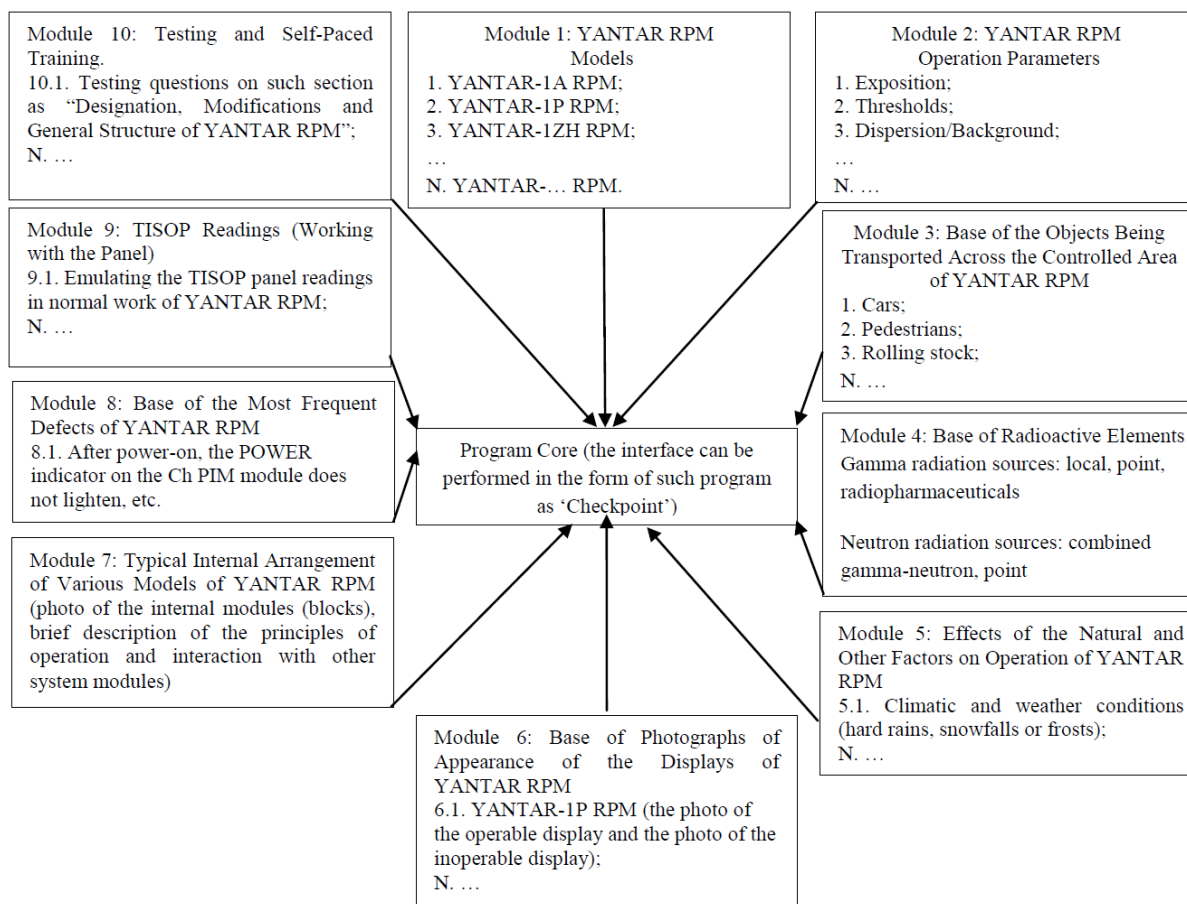 Module 10: Testing and Self-Paced
Training.
10.1. Testing questions on such section
as “Designation, Modifications and
General Structure of YANTAR RPM”;
N. …
Module 1: YANTAR RPM
Models
1. YANTAR-1A RPM;
2. YANTAR-1P RPM;
3. YANTAR-1ZH RPM;
…
N. YANTAR-… RPM.
Module 2: YANTAR RPM
Operation Parameters
1. Exposition;
2. Thresholds;
3. Dispersion/Background;
…
N. …
Module 9: TISOP Readings (Working
with the Panel)
9.1. Emulating the TISOP panel readings
in normal work of YANTAR RPM;
N. …
Module 3: Base of the Objects Being
Transported Across the Controlled Area
of YANTAR RPM
1. Cars;
2. Pedestrians;
3. Rolling stock;
N. …
Module 8: Base of the Most Frequent
Defects of YANTAR RPM
8.1. After power-on, the POWER
indicator on the Ch PIM module does
not lighten, etc.
Program Core (the interface can be
performed in the form of such program
as ‘Checkpoint’)
Module 4: Base of Radioactive Elements
Gamma radiation sources: local, point,
radiopharmaceuticals
Neutron radiation sources: combined
gamma-neutron, point
Module 7: Typical Internal Arrangement
of Various Models of YANTAR RPM
(photo of the internal modules (blocks),
brief description of the principles of
operation and interaction with other
system modules)
Module 5: Effects of the Natural and
Other Factors on Operation of YANTAR
RPM
5.1. Climatic and weather conditions
(hard rains, snowfalls or frosts);
N. …
Module 6: Base of Photographs of
Appearance of the Displays of
YANTAR RPM
6.1. YANTAR-1P RPM (the photo of
the operable display and the photo of the
inoperable display);
N. …